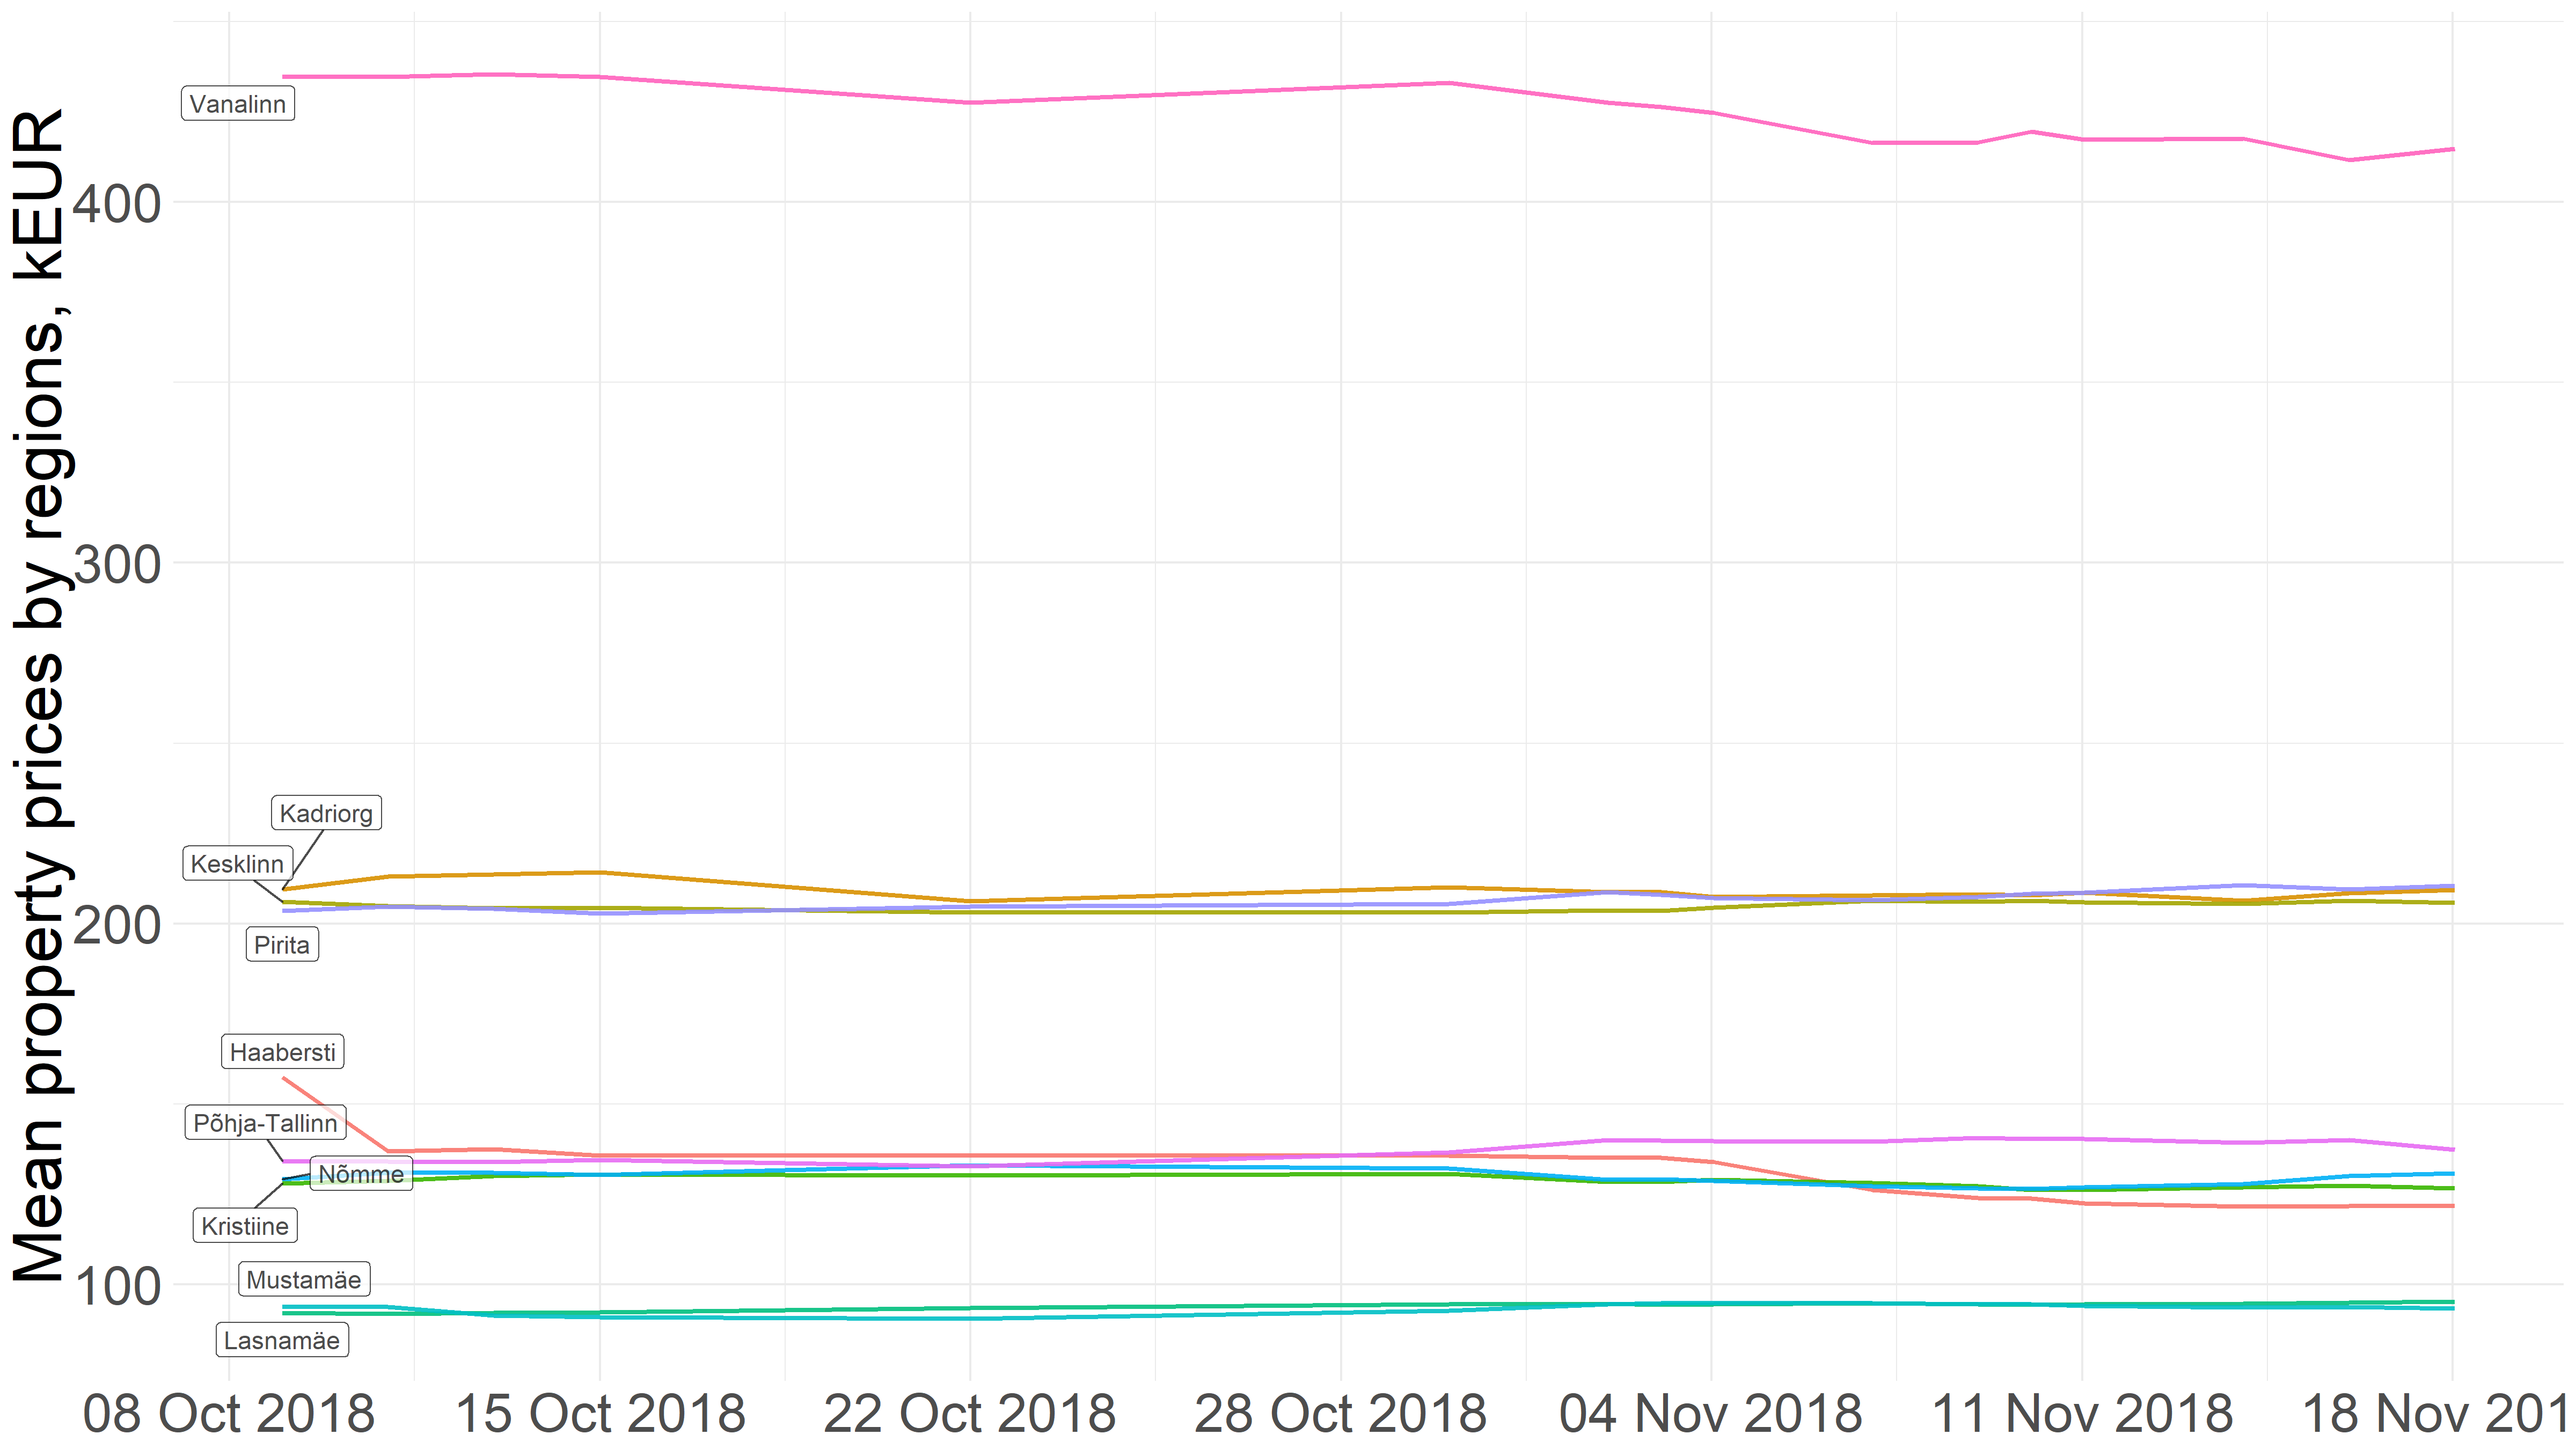 Mean property prices by regions, kEUR
400
300
200
100
Vanalinn
Kadriorg
Kesklinn
Pirita
Haabersti
Põhja-Tallinn
Nõmme
Kristiine
Mustamäe
Lasnamäe
08 Oct 2018
15 Oct 2018
22 Oct 2018
28 Oct 2018
04 Nov 2018
11 Nov 2018
18 Nov 201